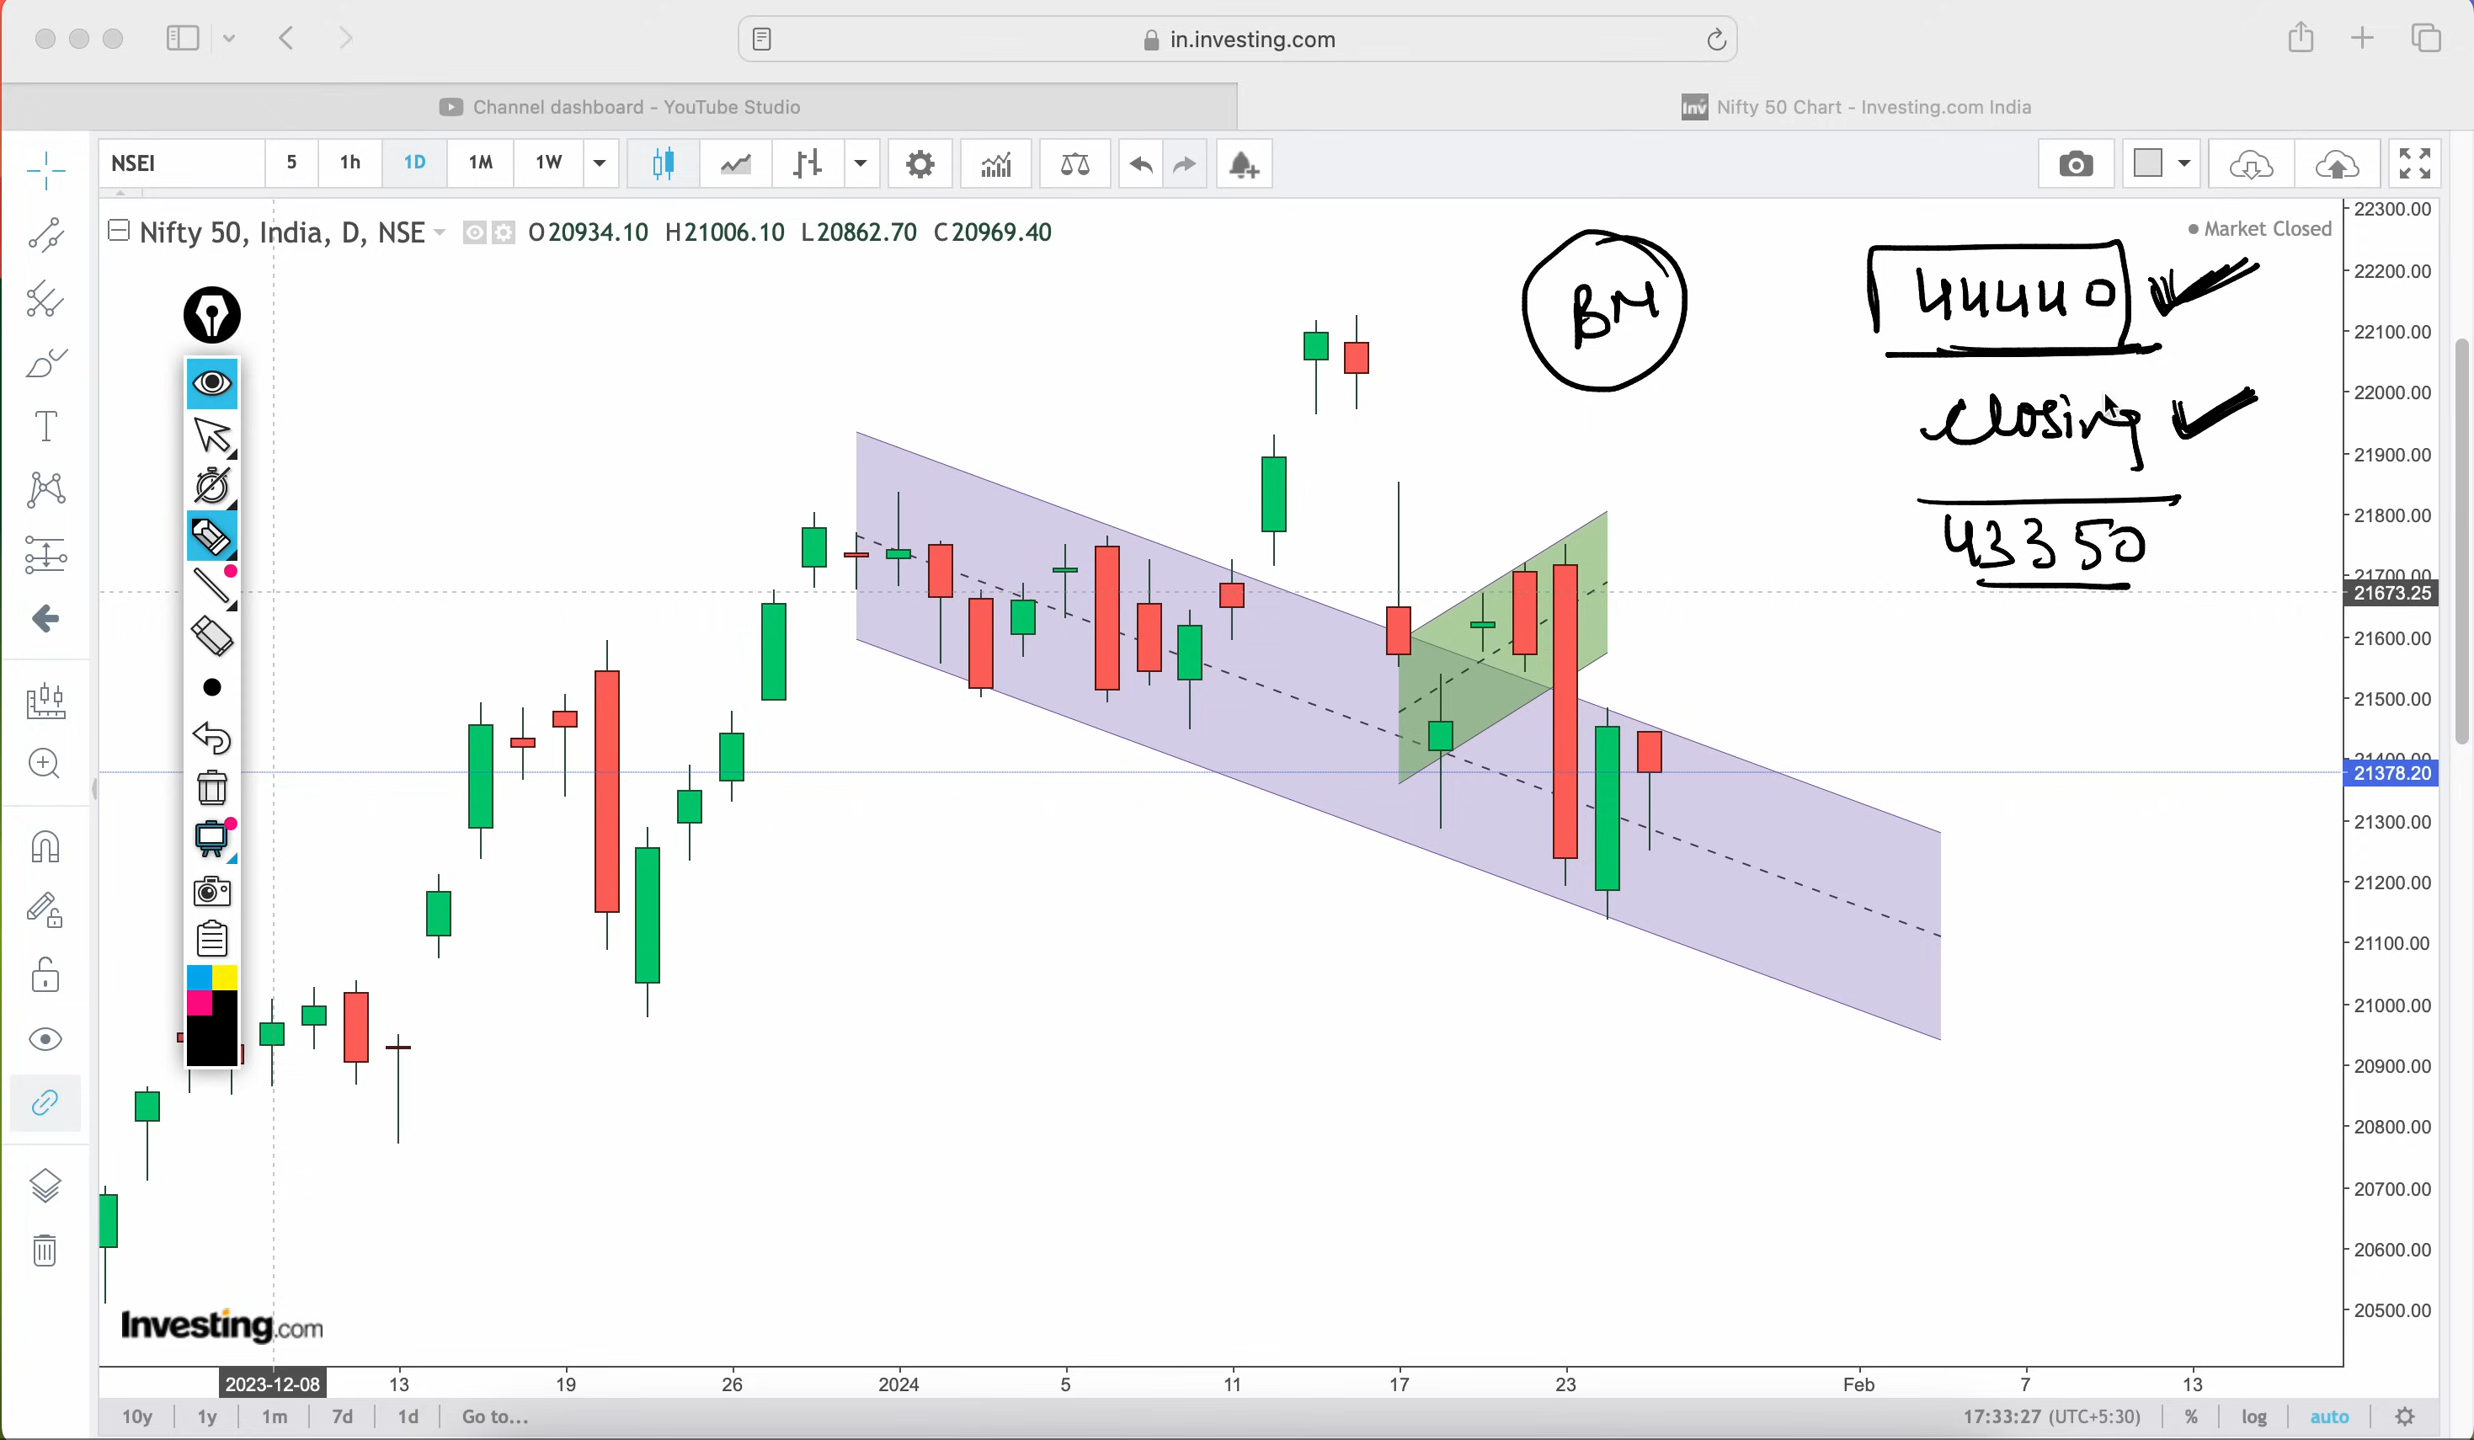 in.investing.com
Channel dashboard - YouTube Studio
Inv Nifty 50 Chart - Investing.com India
NSEI 5 1h 1D 1M 1W
Nifty 50, India, D, NSE O20934.10 H21006.10 L20862.70 C20969.40
Market Closed
BN
44440
closing
43350
22300.00
22200.00
22100.00
22000.00
21900.00
21800.00
21700.00
21673.25
21600.00
21500.00
21400.00
21378.20
21300.00
21200.00
21100.00
21000.00
20900.00
20800.00
20700.00
20600.00
20500.00
Investing.com
2023-12-08 13 19 26 2024 5 11 17 23 Feb 7 13
10y 1y 1m 7d 1d Go to... 17:33:27 (UTC+5:30) % log auto